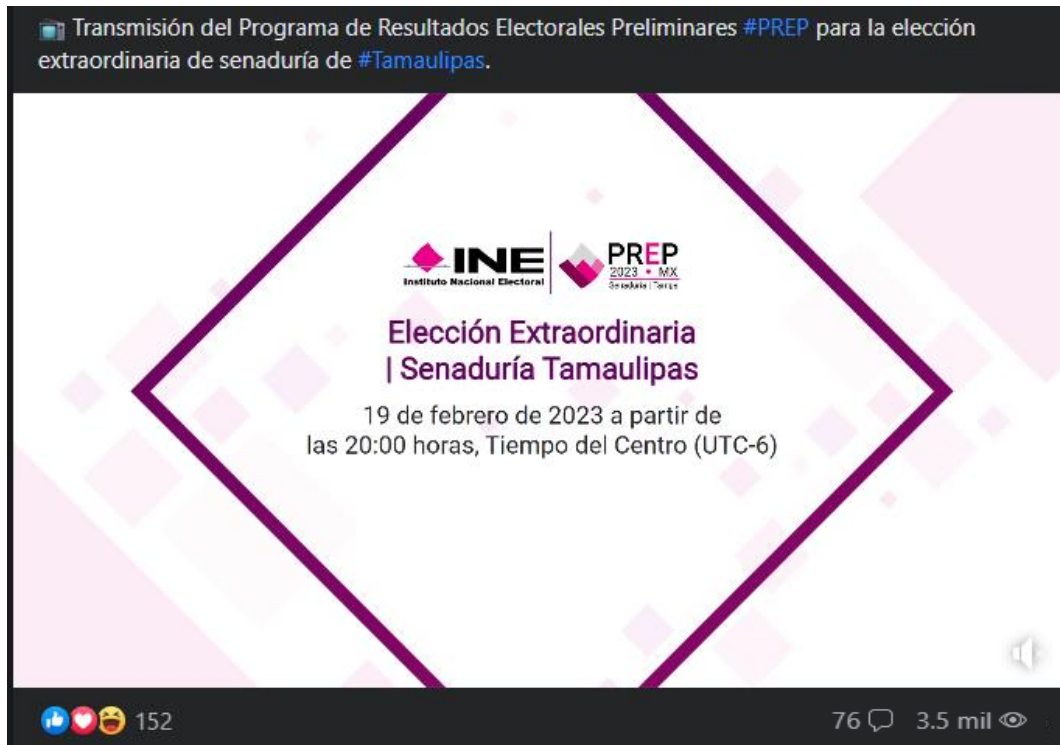 Transmisión del Programa de Resultados Electorales Preliminares #PREP para la elección
extraordinaria de senaduría de #Tamaulipas.
INE
Instituto Nacional Electoral
PREP
2023 • MX
Senaduría | Tamps
Elección Extraordinaria
| Senaduría Tamaulipas
19 de febrero de 2023 a partir de
las 20:00 horas, Tiempo del Centro (UTC-6)
152
76
3.5 mil